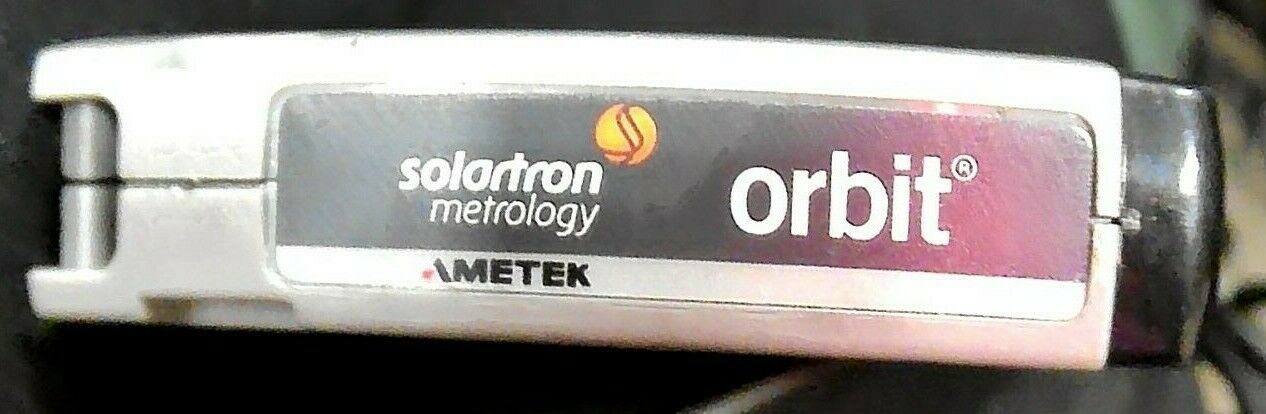 solartron
metrology
orbit®
AMETEK